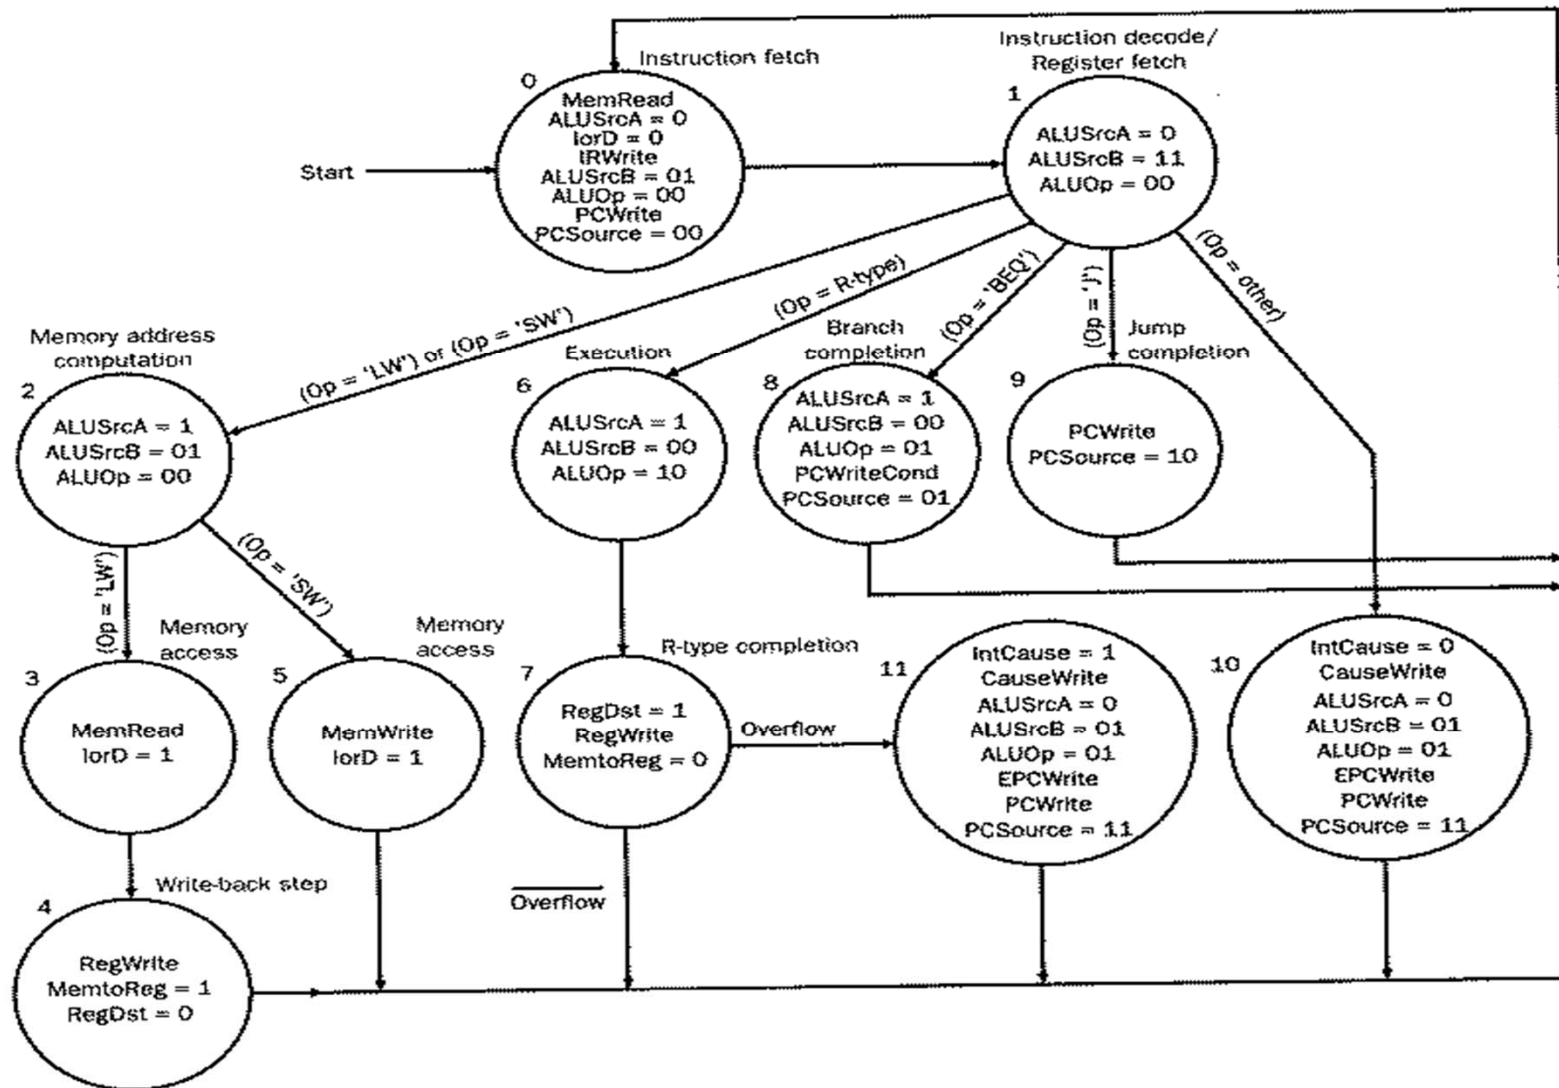 Instruction fetch
0
MemRead
ALUSrcA = 0
IorD = 0
IRWrite
ALUSrcB = 01
ALUOp = 00
PCWrite
PCSource = 00
Start
Instruction decode/
Register fetch
1
ALUSrcA = 0
ALUSrcB = 11
ALUOp = 00
(Op = 'LW') or (Op = 'SW')
(Op = R-type)
(Op = 'BEQ')
(Op = 'J')
(Op = other)
Memory address
computation
2
ALUSrcA = 1
ALUSrcB = 01
ALUOp = 00
Execution
6
ALUSrcA = 1
ALUSrcB = 00
ALUOp = 10
Branch
completion
8
ALUSrcA = 1
ALUSrcB = 00
ALUOp = 01
PCWriteCond
PCSource = 01
Jump
completion
9
PCWrite
PCSource = 10
(Op = 'LW')
(Op = 'SW')
Memory
access
3
MemRead
IorD = 1
Memory
access
5
MemWrite
IorD = 1
R-type completion
7
RegDst = 1
RegWrite
MemtoReg = 0
Overflow
Overflow
11
IntCause = 1
CauseWrite
ALUSrcA = 0
ALUSrcB = 01
ALUOp = 01
EPCWrite
PCWrite
PCSource = 11
10
IntCause = 0
CauseWrite
ALUSrcA = 0
ALUSrcB = 01
ALUOp = 01
EPCWrite
PCWrite
PCSource = 11
Write-back step
4
RegWrite
MemtoReg = 1
RegDst = 0